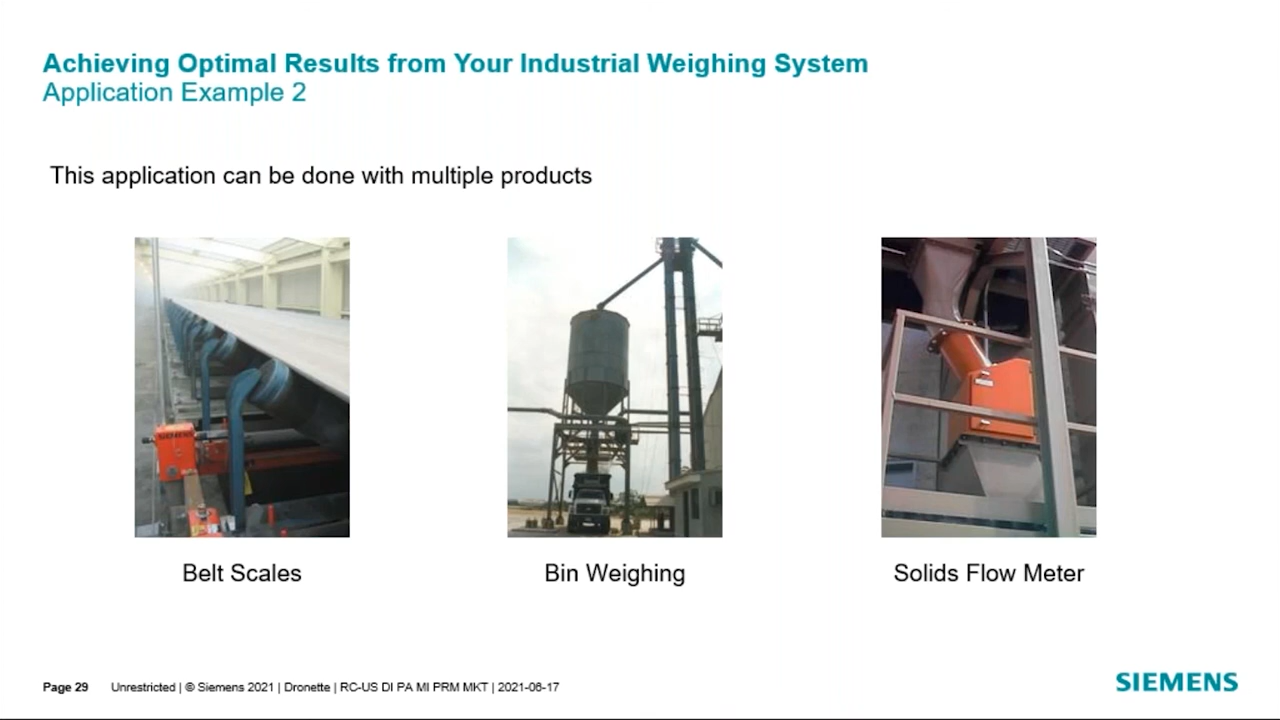 Achieving Optimal Results from Your Industrial Weighing System
Application Example 2
This application can be done with multiple products
SIEMENS
Belt Scales
Bin Weighing
Solids Flow Meter
Page 29 Unrestricted | © Siemens 2021 | Dronette | RC-US DI PA MI PRM MKT | 2021-06-17
SIEMENS